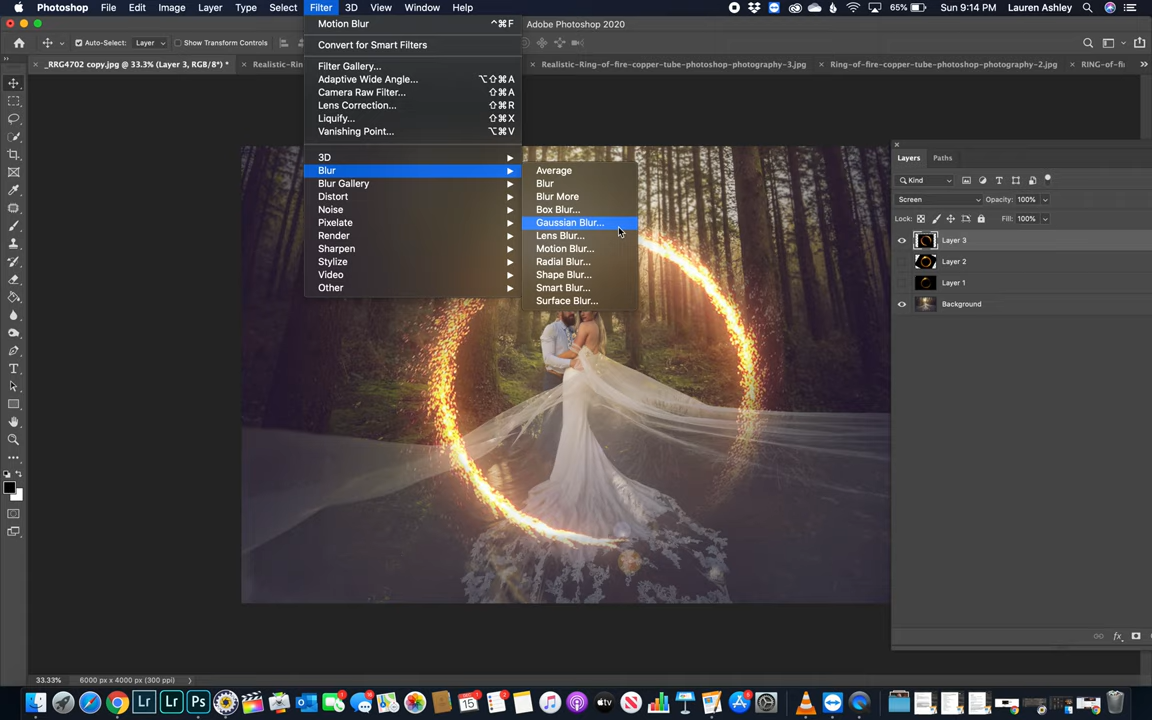 Photoshop File Edit Image Layer Type Select Filter 3D View Window Help 65% Sun 9:14 PM Lauren Ashley
Adobe Photoshop 2020
Auto-Select: Layer Show Transform Controls
_RRG4702 copy.jpg @ 33.3% (Layer 3, RGB/8*) * Realistic-Rin Realistic-Ring-of-fire-copper-tube-photoshop-photography-3.jpg Ring-of-fire-copper-tube-photoshop-photography-2.jpg RING-of-fi
Motion Blur ^⌘F
Convert for Smart Filters
Filter Gallery...
Adaptive Wide Angle... ⌥⇧⌘A
Camera Raw Filter... ⇧⌘A
Lens Correction... ⇧⌘R
Liquify... ⇧⌘X
Vanishing Point... ⌥⌘V
3D
Blur
Blur Gallery
Distort
Noise
Pixelate
Render
Sharpen
Stylize
Video
Other
Average
Blur
Blur More
Box Blur...
Gaussian Blur...
Lens Blur...
Motion Blur...
Radial Blur...
Shape Blur...
Smart Blur...
Surface Blur...
Layers Paths
Kind
Screen Opacity: 100%
Lock: Fill: 100%
Layer 3
Layer 2
Layer 1
Background
fx
33.33% 6000 px x 4000 px (300 ppi)
Lr Lr Ps